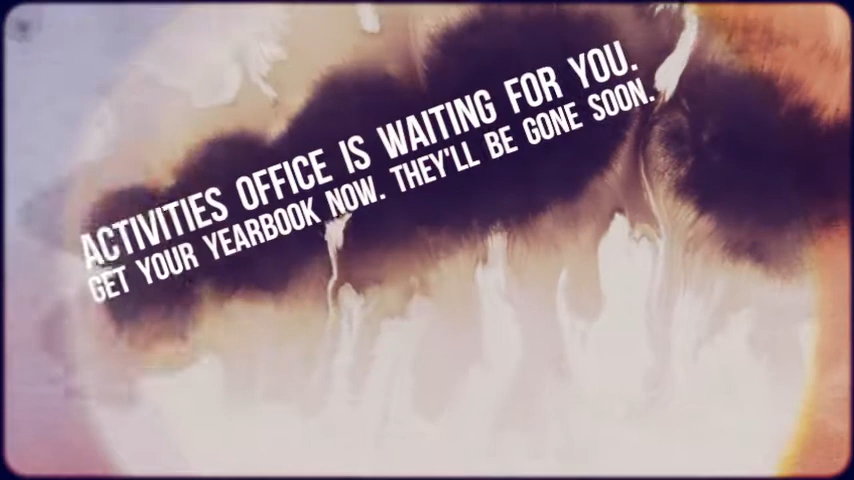 ACTIVITIES OFFICE IS WAITING FOR YOU.
GET YOUR YEARBOOK NOW. THEY'LL BE GONE SOON.